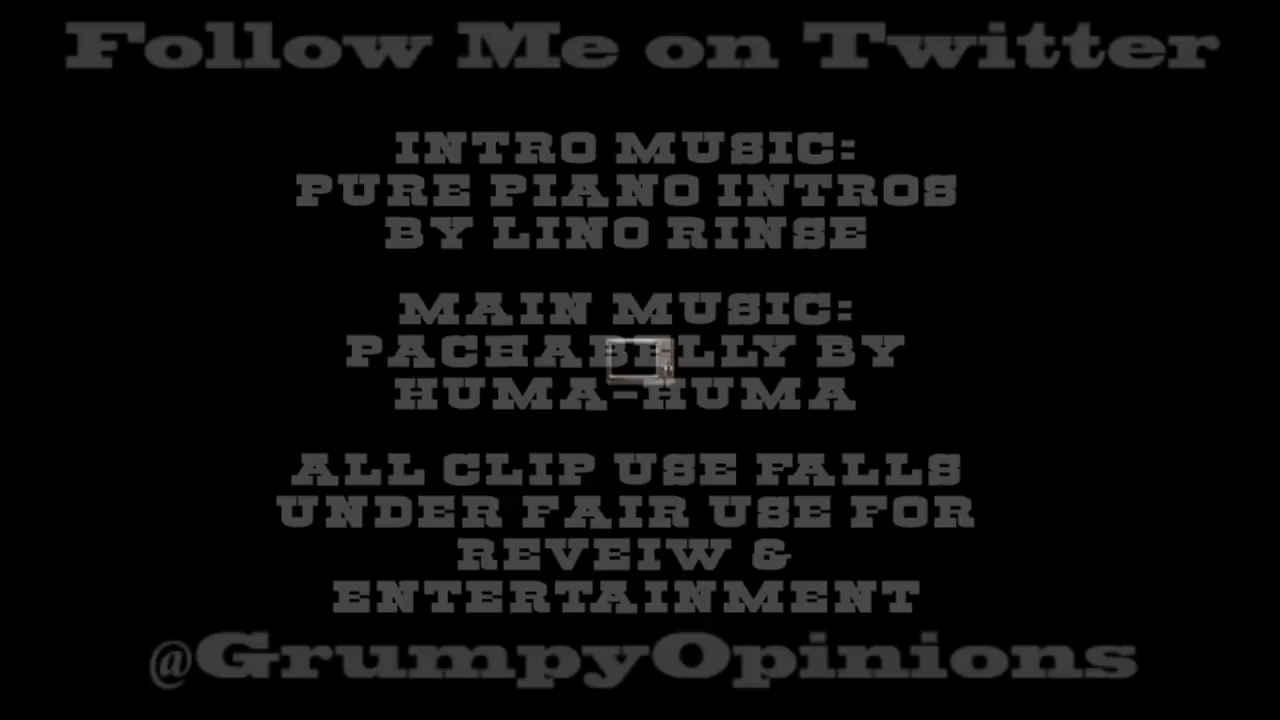 Follow Me on Twitter
INTRO MUSIC:
PURE PIANO INTROS
BY LINO RINSE
MAIN MUSIC:
PACHABELLY BY
HUMA-HUMA
ALL CLIP USE FALLS
UNDER FAIR USE FOR
REVEIW &
ENTERTAINMENT
@GrumpyOpinions